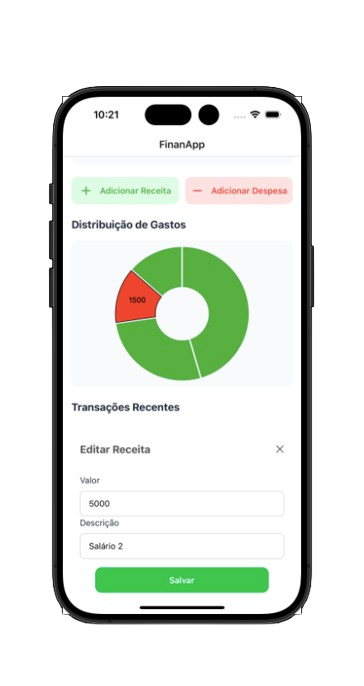 10:21
FinanApp
+ Adicionar Receita
− Adicionar Despesa
Distribuição de Gastos
1500
Transações Recentes
Editar Receita
Valor
5000
Descrição
Salário 2
Salvar